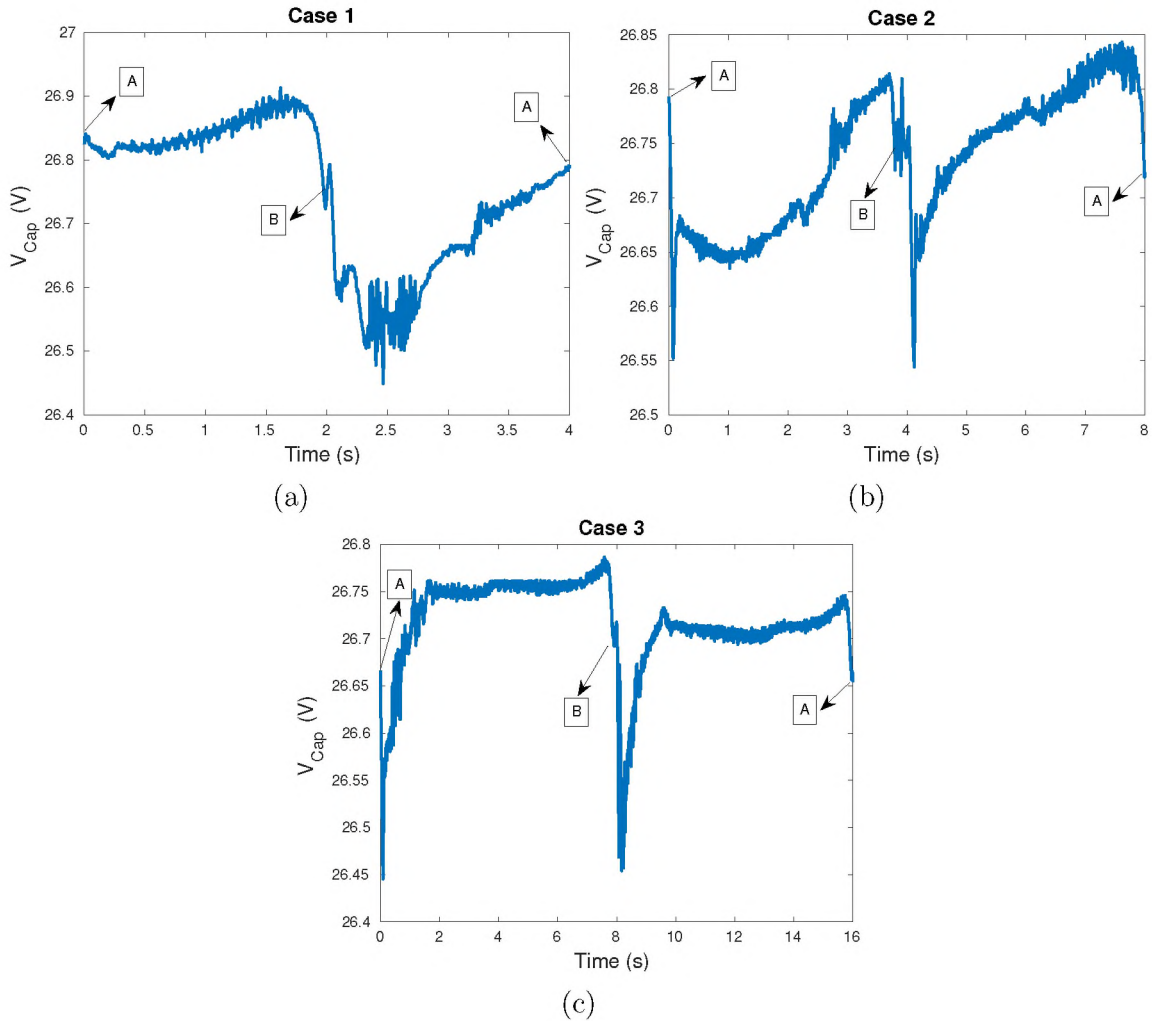 Case 1
27
26.9
26.8
26.7
26.6
26.5
26.4
V_Cap (V)
A
B
A
0 0.5 1 1.5 2 2.5 3 3.5 4
Time (s)
(a)
Case 2
26.85
26.8
26.75
26.7
26.65
26.6
26.55
26.5
V_Cap (V)
A
B
A
0 1 2 3 4 5 6 7 8
Time (s)
(b)
Case 3
26.8
26.75
26.7
26.65
26.6
26.55
26.5
26.45
26.4
V_Cap (V)
A
B
A
0 2 4 6 8 10 12 14 16
Time (s)
(c)